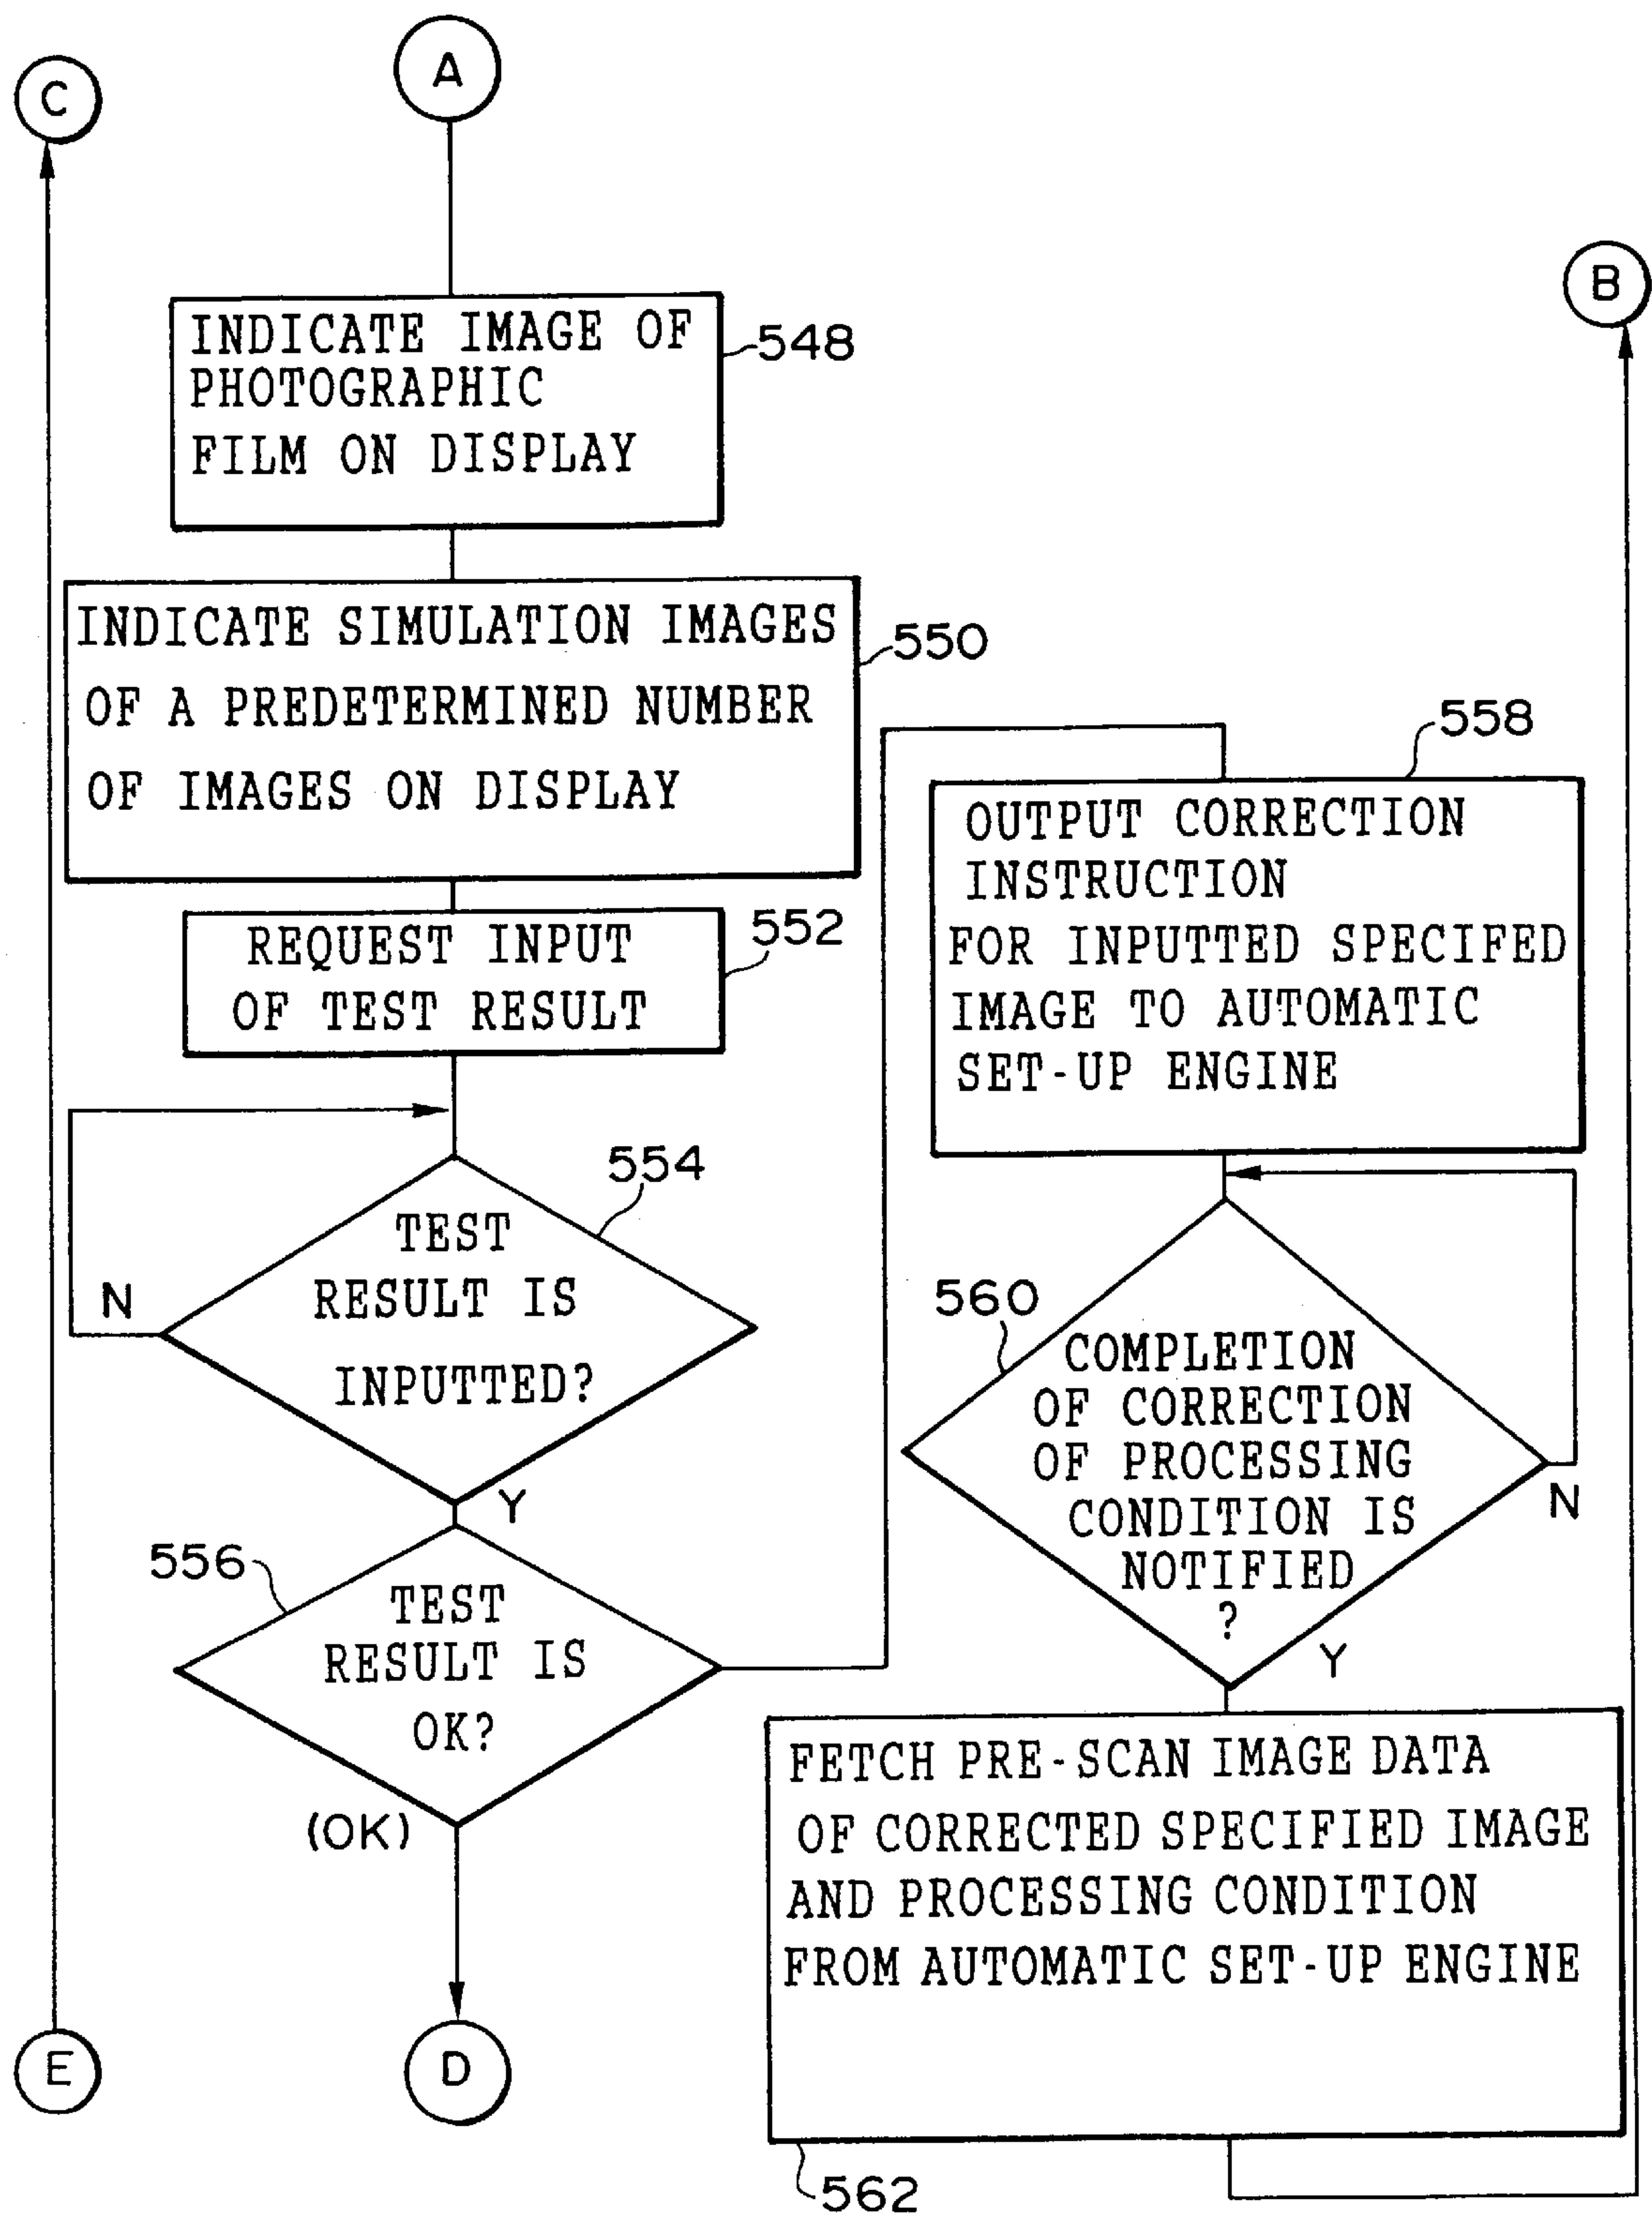 C
A
B
INDICATE IMAGE OF
PHOTOGRAPHIC
FILM ON DISPLAY
548
INDICATE SIMULATION IMAGES
OF A PREDETERMINED NUMBER
OF IMAGES ON DISPLAY
550
REQUEST INPUT
OF TEST RESULT
552
TEST
RESULT IS
INPUTTED?
554
N
Y
TEST
RESULT IS
OK?
556
(OK)
D
E
558
OUTPUT CORRECTION
INSTRUCTION
FOR INPUTTED SPECIFED
IMAGE TO AUTOMATIC
SET-UP ENGINE
560
COMPLETION
OF CORRECTION
OF PROCESSING
CONDITION IS
NOTIFIED
?
N
Y
FETCH PRE-SCAN IMAGE DATA
OF CORRECTED SPECIFIED IMAGE
AND PROCESSING CONDITION
FROM AUTOMATIC SET-UP ENGINE
562